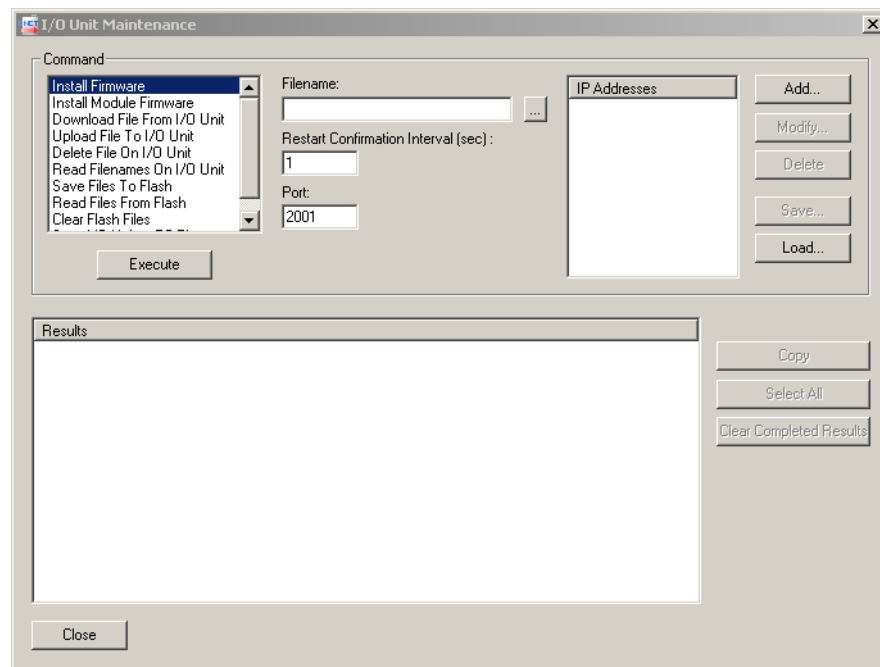 I/O Unit Maintenance
Command
Install Firmware
Install Module Firmware
Download File From I/O Unit
Upload File To I/O Unit
Delete File On I/O Unit
Read Filenames On I/O Unit
Save Files To Flash
Read Files From Flash
Clear Flash Files
Execute
Filename:
...
Restart Confirmation Interval (sec) :
1
Port:
2001
IP Addresses
Add...
Modify...
Delete
Save...
Load...
Results
Copy
Select All
Clear Completed Results
Close